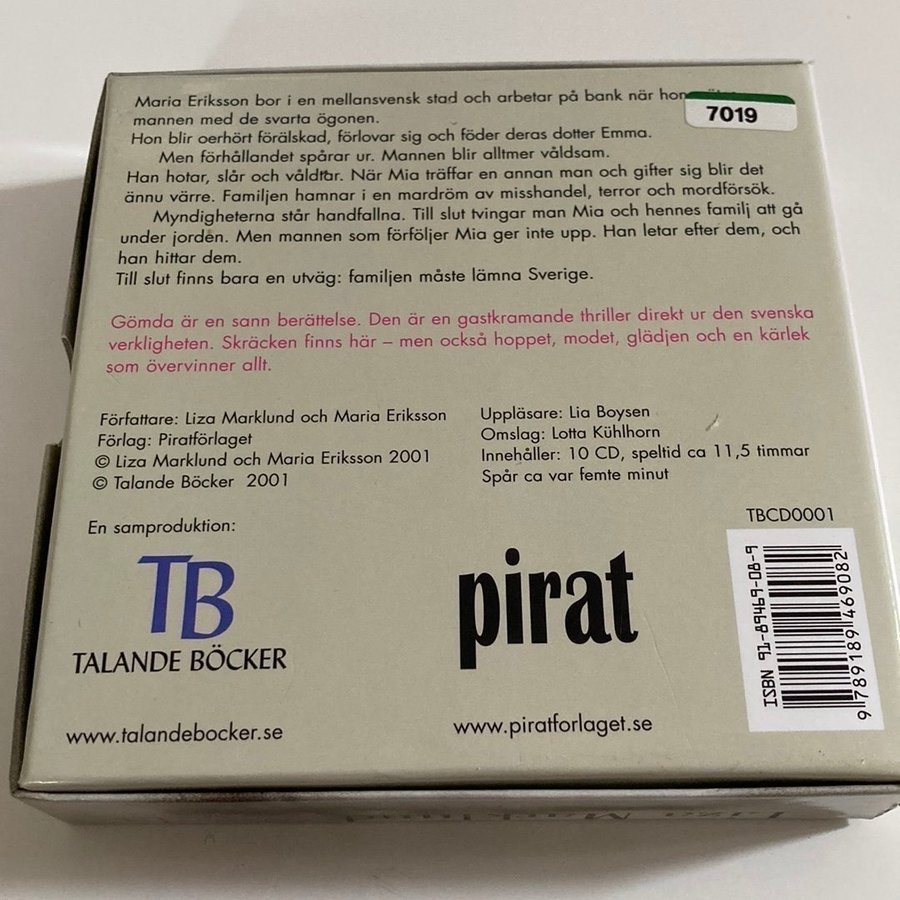 Maria Eriksson bor i en mellansvensk stad och arbetar på bank när hon
7019
mannen med de svarta ögonen.
Hon blir oerhört förälskad, förlovar sig och föder deras dotter Emma.
Men förhållandet spårar ur. Mannen blir alltmer våldsam.
Han hotar, slår och våldtar. När Mia träffar en annan man och gifter sig blir det
ännu värre. Familjen hamnar i en mardröm av misshandel, terror och mordförsök.
Myndigheterna står handfallna. Till slut tvingar man Mia och hennes familj att gå
under jorden. Men mannen som förföljer Mia ger inte upp. Han letar efter dem, och
han hittar dem.
Till slut finns bara en utväg: familjen måste lämna Sverige.
Gömda är en sann berättelse. Den är en gastkramande thriller direkt ur den svenska
verkligheten. Skräcken finns här – men också hoppet, modet, glädjen och en kärlek
som övervinner allt.
Författare: Liza Marklund och Maria Eriksson
Förlag: Piratförlaget
© Liza Marklund och Maria Eriksson 2001
© Talande Böcker 2001
Uppläsare: Lia Boysen
Omslag: Lotta Kühlhorn
Innehåller: 10 CD, speltid ca 11,5 timmar
Spår ca var femte minut
En samproduktion:
TB
TALANDE BÖCKER
www.talandebocker.se
pirat
www.piratforlaget.se
TBCD0001
ISBN 91-89469-08-9
9 789189 469082
Liza Marklund